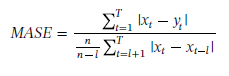 MASE = \frac{\sum_{t=1}^{T} |x_t - y_t|}{\frac{n}{n-l} \sum_{t=l+1}^{T} |x_t - x_{t-l}|}